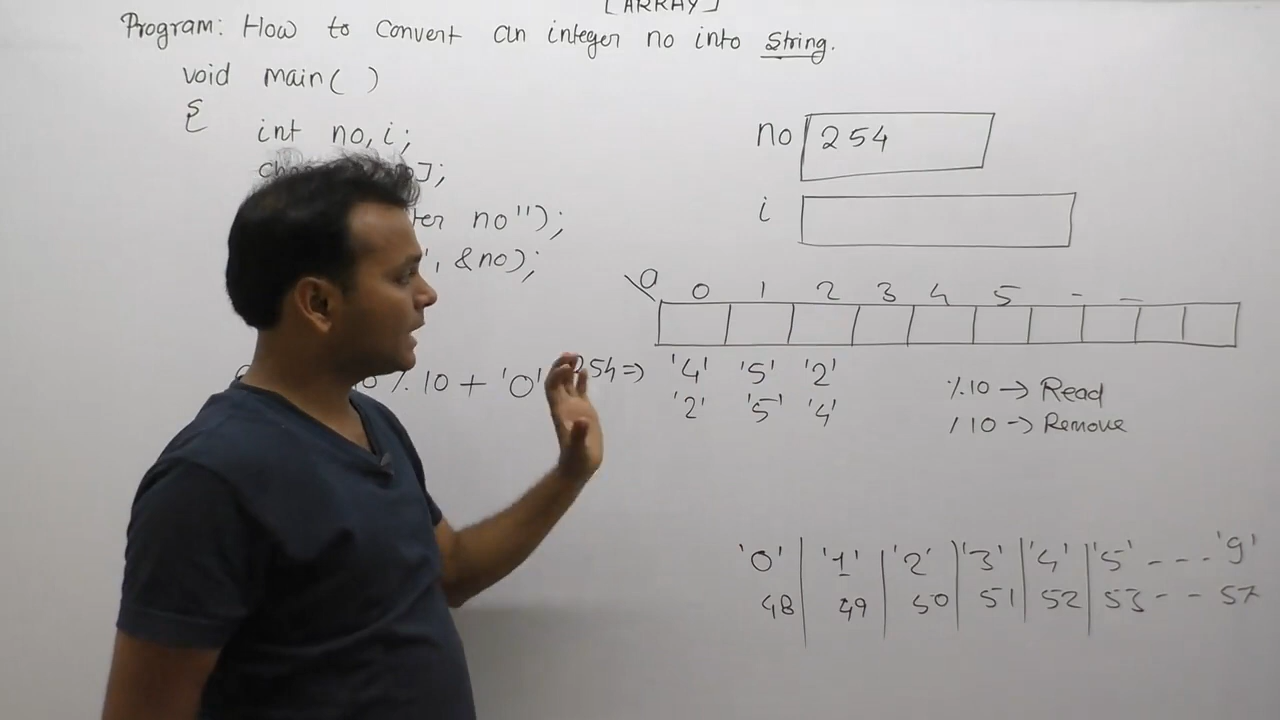 [ARRAY]
Program: How to Convert an integer no into String.
void main( )
{
int no, i;
];
no");
, &no);
% 10 + '0'
no 254
i
\0 0 1 2 3 4 5 - -
54 => '4' '5' '2'
'2' '5' '4'
% 10 -> Read
/ 10 -> Remove
'0' '1' '2' '3' '4' '5' - - - '9'
48 49 50 51 52 53 - - 57